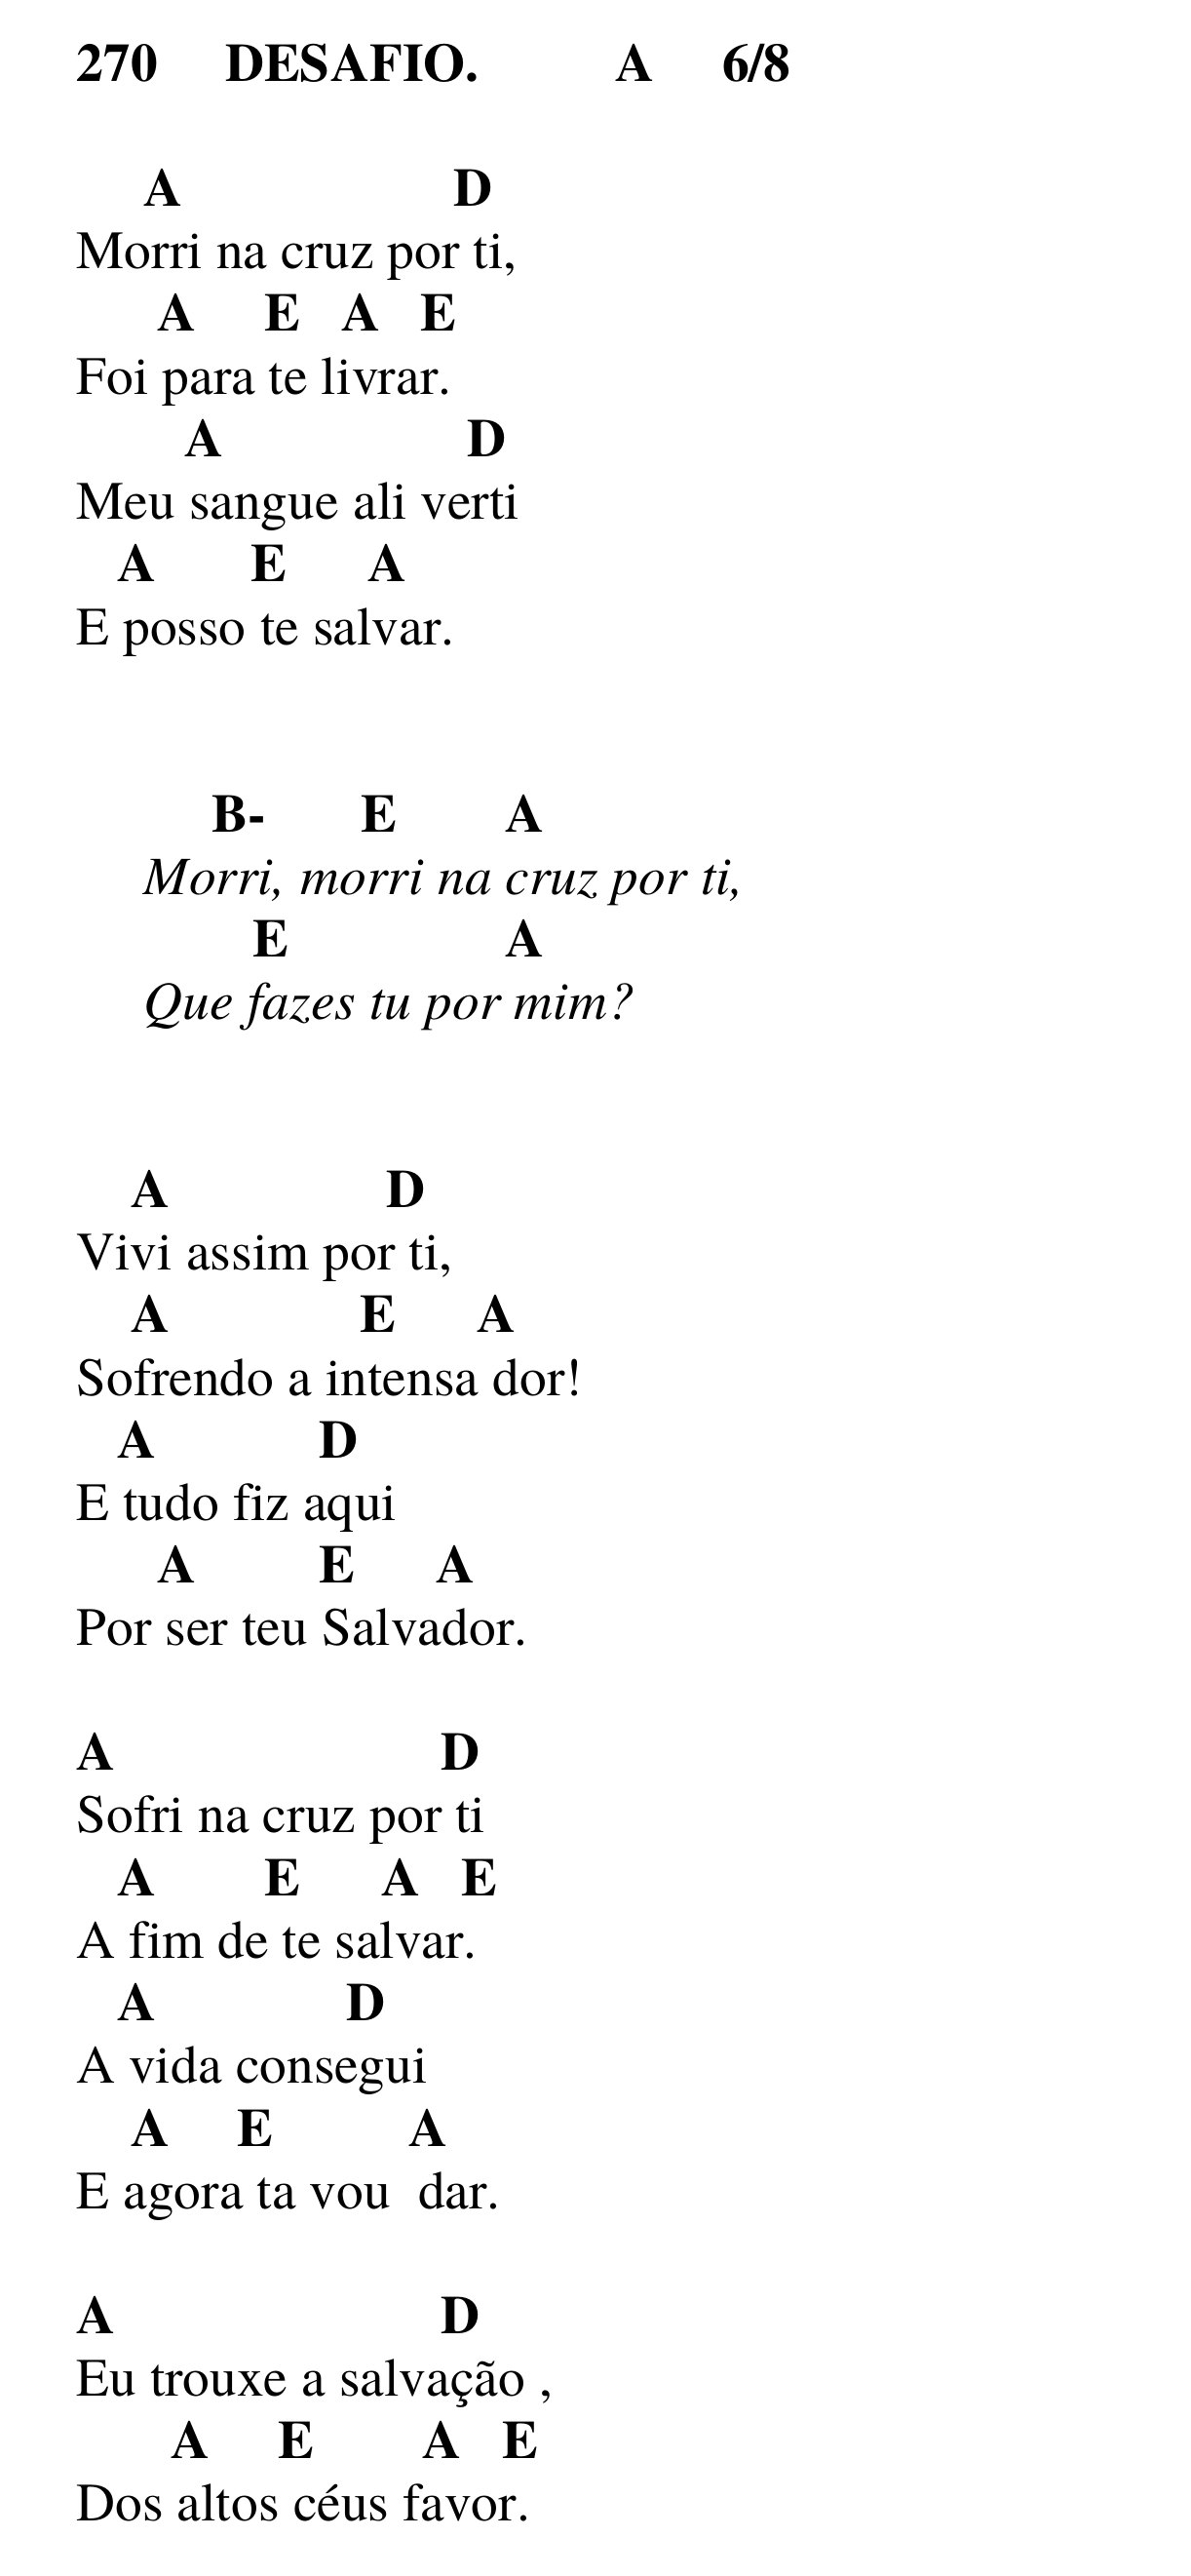 270 DESAFIO. A 6/8
A D
Morri na cruz por ti,
A E A E
Foi para te livrar.
A D
Meu sangue ali verti
A E A
E posso te salvar.
B- E A
Morri, morri na cruz por ti,
E A
Que fazes tu por mim?
A D
Vivi assim por ti,
A E A
Sofrendo a intensa dor!
A D
E tudo fiz aqui
A E A
Por ser teu Salvador.
A D
Sofri na cruz por ti
A E A E
A fim de te salvar.
A D
A vida consegui
A E A
E agora ta vou  dar.
A D
Eu trouxe a salvação ,
A E A E
Dos altos céus favor.